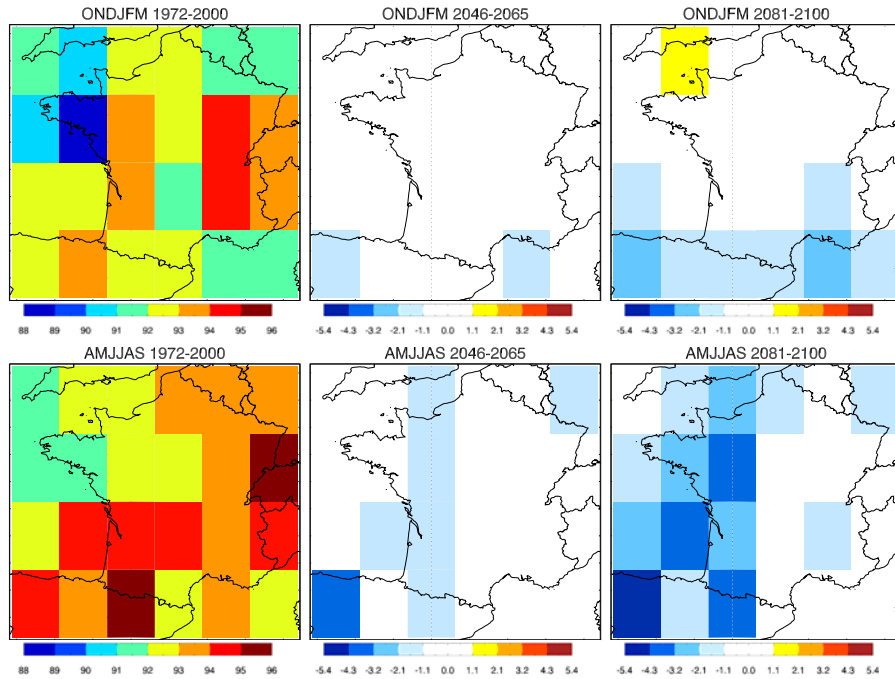 ONDJFM 1972-2000 ONDJFM 2046-2065 ONDJFM 2081-2100
88 89 90 91 92 93 94 95 96 -5.4 -4.3 -3.2 -2.1 -1.1 0.0 1.1 2.1 3.2 4.3 5.4 -5.4 -4.3 -3.2 -2.1 -1.1 0.0 1.1 2.1 3.2 4.3 5.4
AMJJAS 1972-2000 AMJJAS 2046-2065 AMJJAS 2081-2100
88 89 90 91 92 93 94 95 96 -5.4 -4.3 -3.2 -2.1 -1.1 0.0 1.1 2.1 3.2 4.3 5.4 -5.4 -4.3 -3.2 -2.1 -1.1 0.0 1.1 2.1 3.2 4.3 5.4